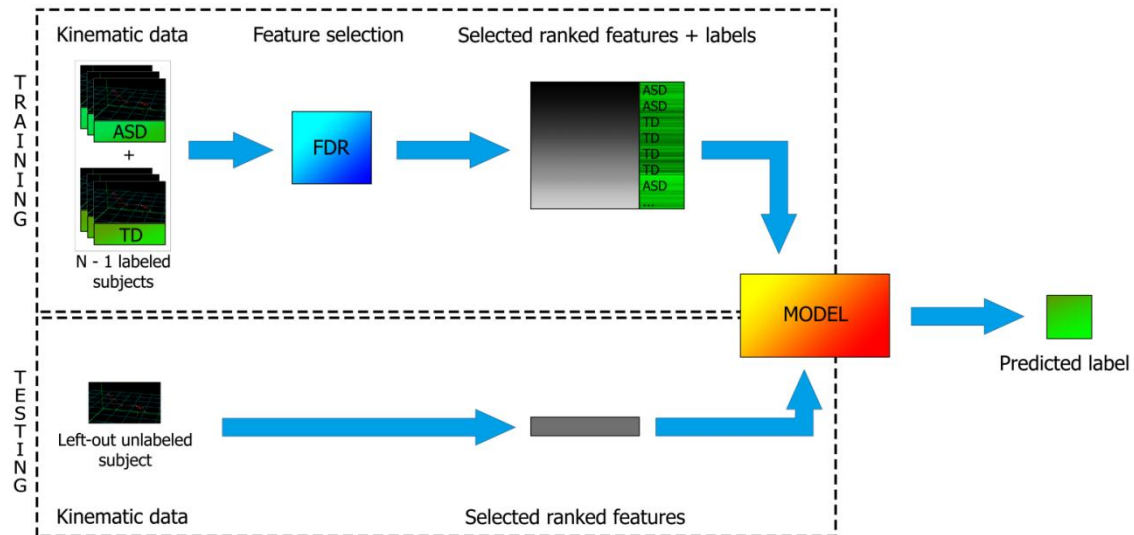 TRAINING
Kinematic data
Feature selection
Selected ranked features + labels
ASD
+
TD
N - 1 labeled
subjects
FDR
ASD
ASD
TD
TD
TD
TD
ASD
...
MODEL
Predicted label
TESTING
Left-out unlabeled
subject
Kinematic data
Selected ranked features